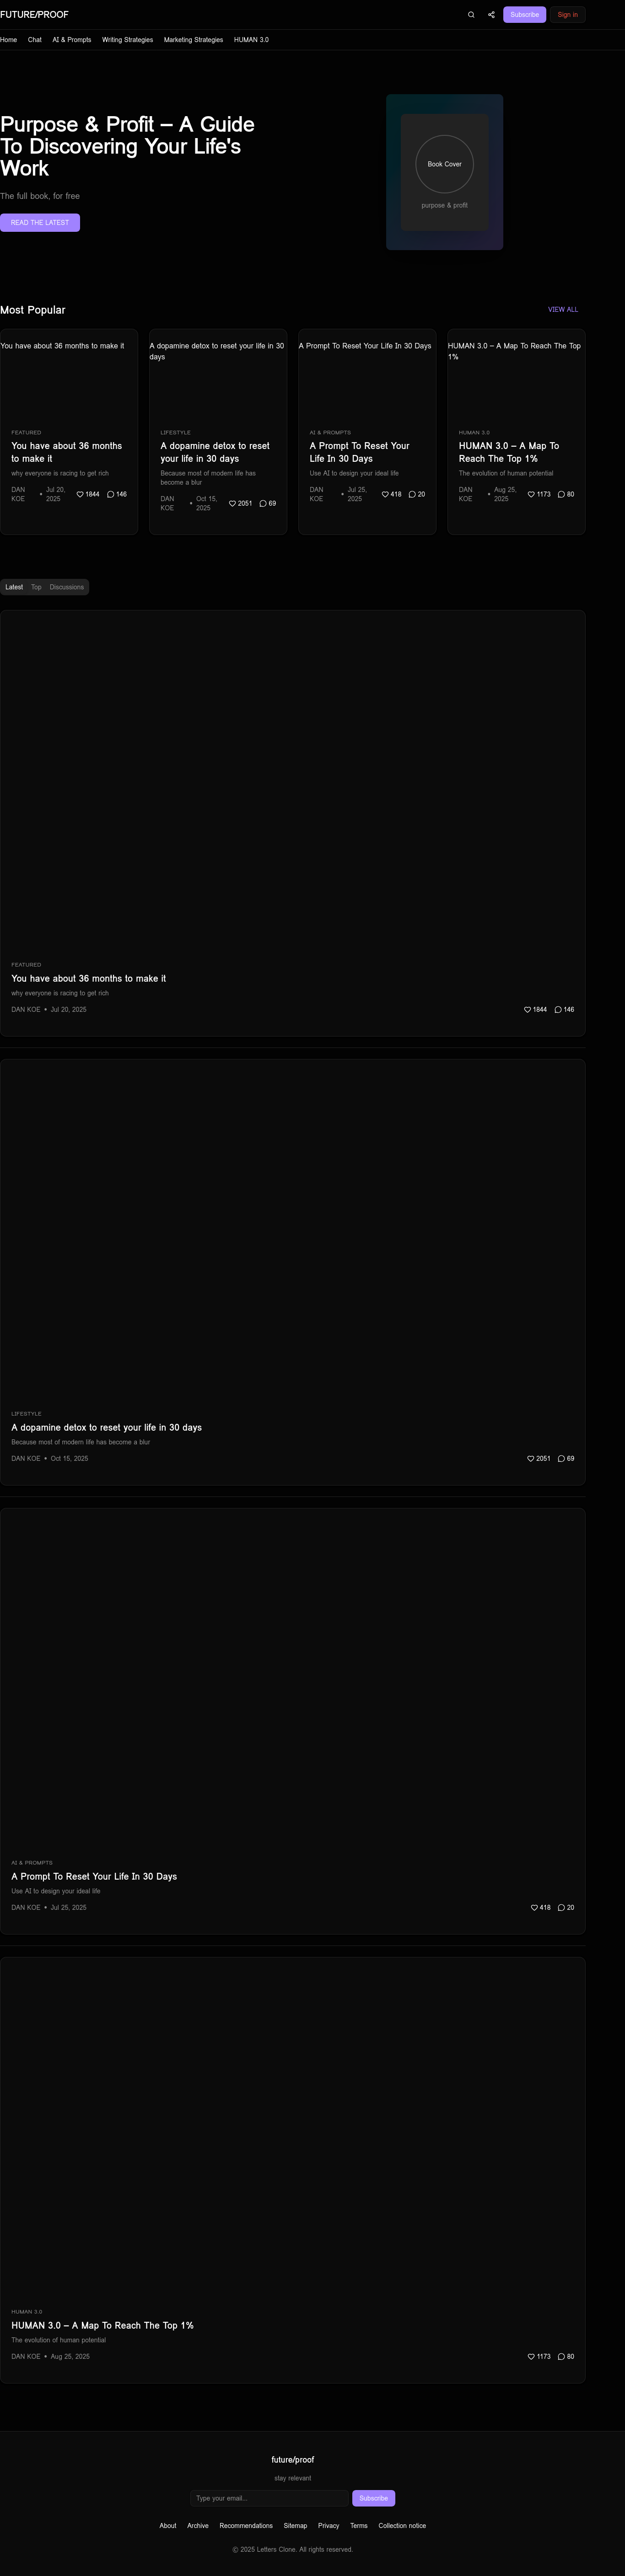 FUTURE/PROOF
Subscribe
Sign in
Home
Chat
AI & Prompts
Writing Strategies
Marketing Strategies
HUMAN 3.0
Purpose & Profit — A Guide
To Discovering Your Life's
Work
The full book, for free
READ THE LATEST
Book Cover
purpose & profit
Most Popular
VIEW ALL
You have about 36 months to make it
FEATURED
You have about 36 months
to make it
why everyone is racing to get rich
DAN
KOE
•
Jul 20,
2025
1844
146
A dopamine detox to reset your life in 30
days
LIFESTYLE
A dopamine detox to reset
your life in 30 days
Because most of modern life has
become a blur
DAN
KOE
•
Oct 15,
2025
2051
69
A Prompt To Reset Your Life In 30 Days
AI & PROMPTS
A Prompt To Reset Your
Life In 30 Days
Use AI to design your ideal life
DAN
KOE
•
Jul 25,
2025
418
20
HUMAN 3.0 – A Map To Reach The Top
1%
HUMAN 3.0
HUMAN 3.0 – A Map To
Reach The Top 1%
The evolution of human potential
DAN
KOE
•
Aug 25,
2025
1173
80
Latest
Top
Discussions
FEATURED
You have about 36 months to make it
why everyone is racing to get rich
DAN KOE • Jul 20, 2025
1844
146
LIFESTYLE
A dopamine detox to reset your life in 30 days
Because most of modern life has become a blur
DAN KOE • Oct 15, 2025
2051
69
AI & PROMPTS
A Prompt To Reset Your Life In 30 Days
Use AI to design your ideal life
DAN KOE • Jul 25, 2025
418
20
HUMAN 3.0
HUMAN 3.0 – A Map To Reach The Top 1%
The evolution of human potential
DAN KOE • Aug 25, 2025
1173
80
future/proof
stay relevant
Type your email...
Subscribe
About
Archive
Recommendations
Sitemap
Privacy
Terms
Collection notice
© 2025 Letters Clone. All rights reserved.